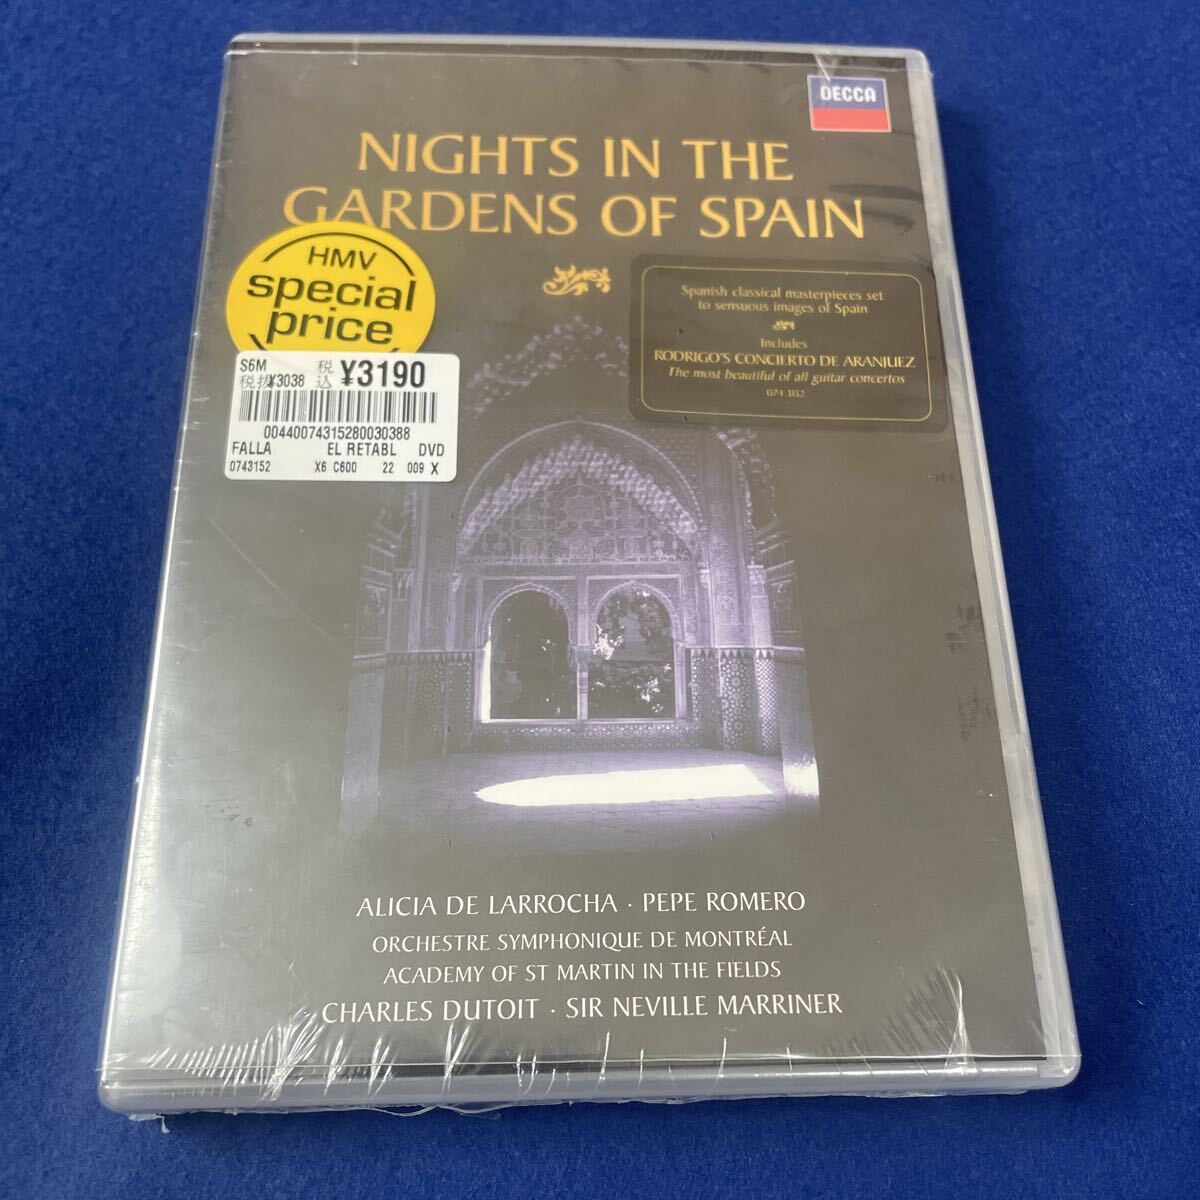 DECCA
NIGHTS IN THE
GARDENS OF SPAIN
HMV
special
price
S6M
税抜¥3038
税込
¥3190
00440074315280030388
FALLA EL RETABL DVD
0743152 X6 C600 22 009 X
Spanish classical masterpieces set
to sensuous images of Spain
Includes
RODRIGO'S CONCIERTO DE ARANJUEZ
The most beautiful of all guitar concertos
074 3152
ALICIA DE LARROCHA · PEPE ROMERO
ORCHESTRE SYMPHONIQUE DE MONTRÉAL
ACADEMY OF ST MARTIN IN THE FIELDS
CHARLES DUTOIT · SIR NEVILLE MARRINER